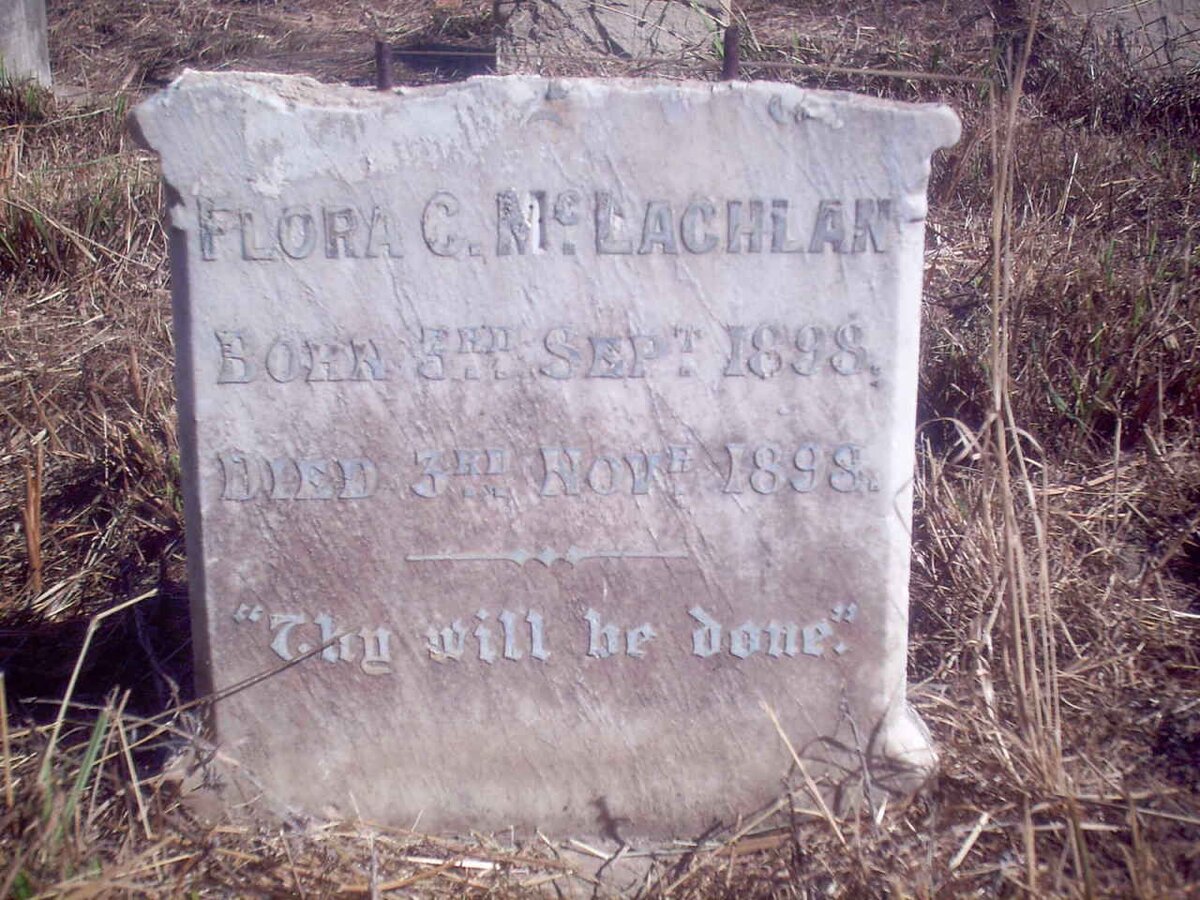 FLORA C. McLACHLAN
BORN 3RD SEPT 1898.
DIED 3RD NOVR 1898.
"Thy will be done."